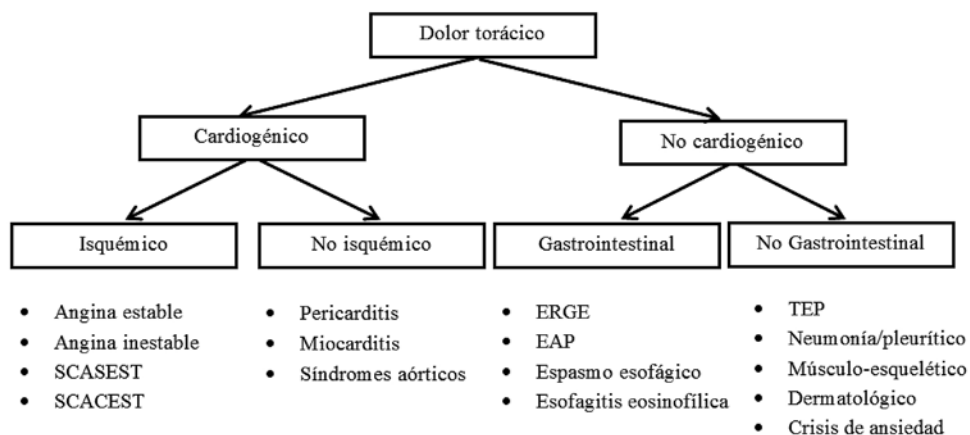 Dolor torácico
Cardiogénico
No cardiogénico
Isquémico
No isquémico
Gastrointestinal
No Gastrointestinal
• Angina estable
• Angina inestable
• SCASEST
• SCACEST
• Pericarditis
• Miocarditis
• Síndromes aórticos
• ERGE
• EAP
• Espasmo esofágico
• Esofagitis eosinofílica
• TEP
• Neumonía/pleurítico
• Músculo-esquelético
• Dermatológico
• Crisis de ansiedad